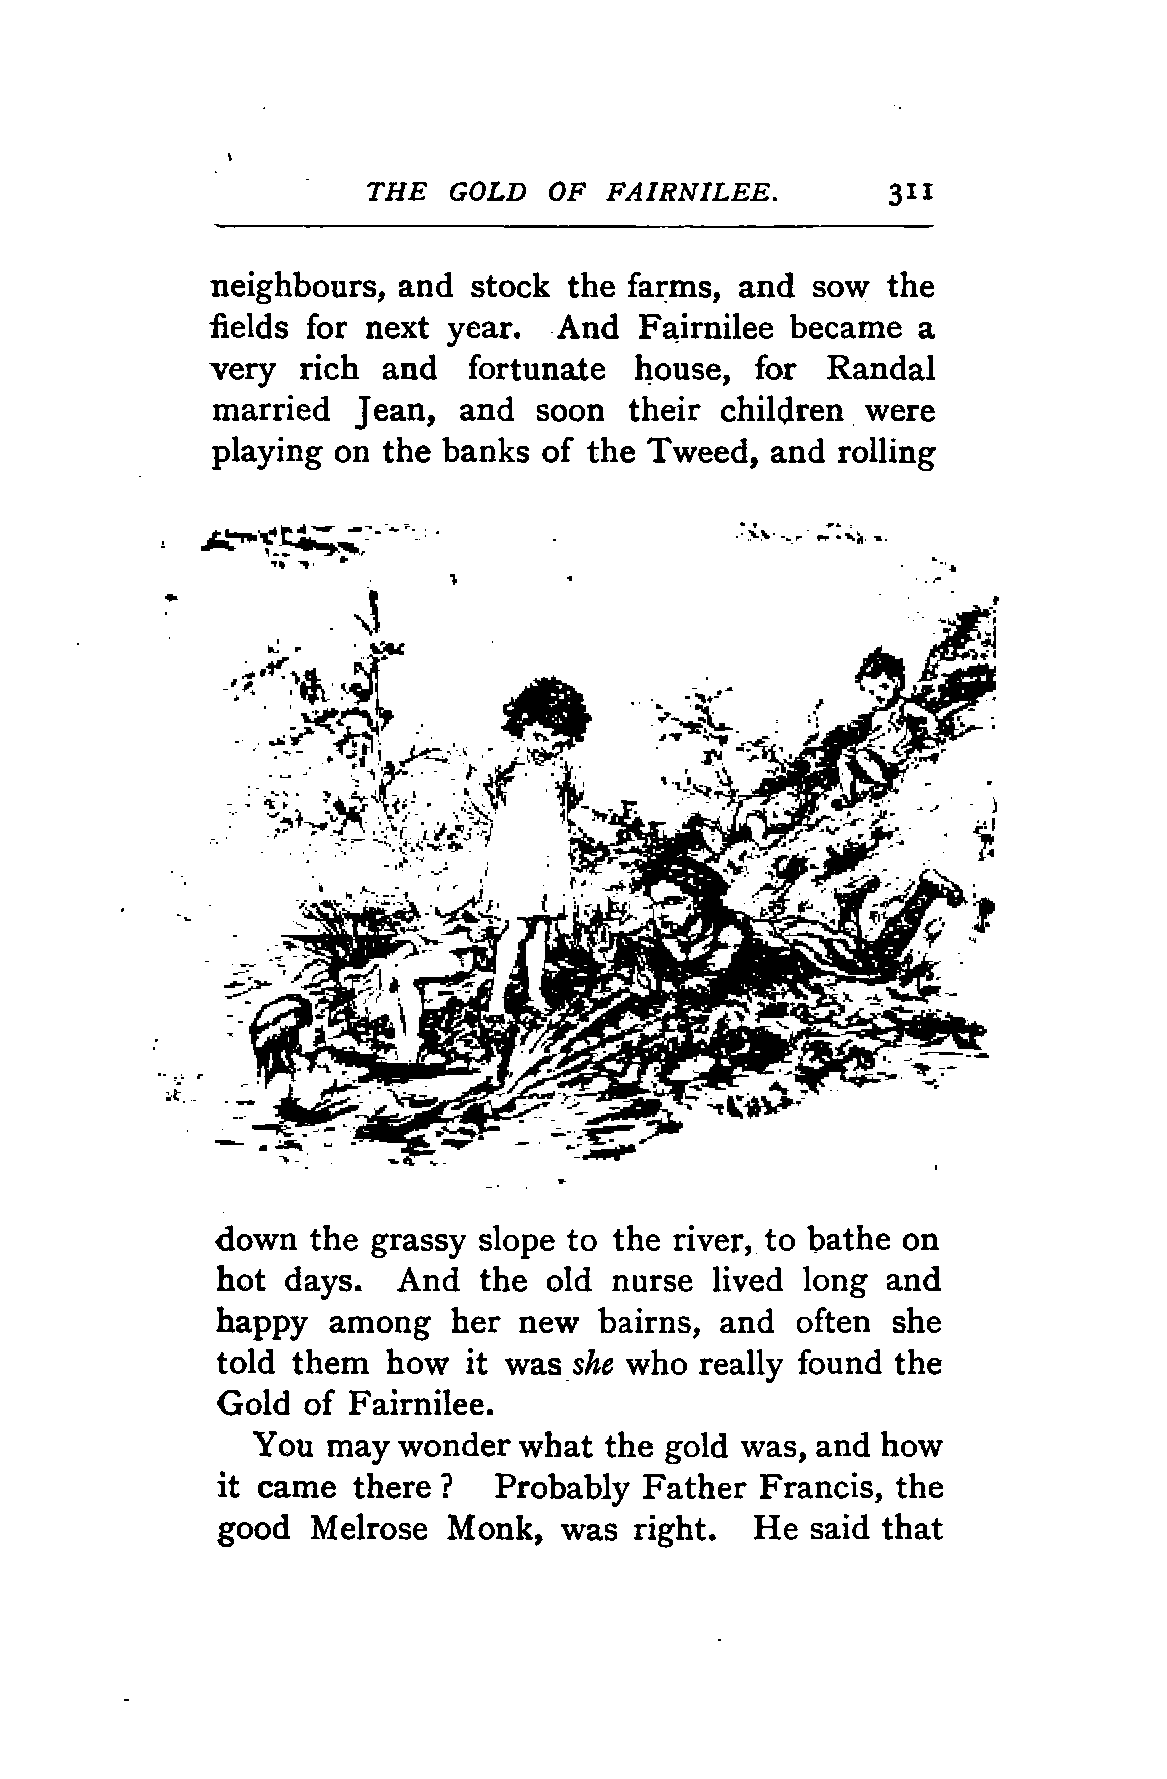 THE GOLD OF FAIRNILEE. 311
neighbours, and stock the farms, and sow the
fields for next year. And Fairnilee became a
very rich and fortunate house, for Randal
married Jean, and soon their children were
playing on the banks of the Tweed, and rolling
down the grassy slope to the river, to bathe on
hot days. And the old nurse lived long and
happy among her new bairns, and often she
told them how it was she who really found the
Gold of Fairnilee.
You may wonder what the gold was, and how
it came there ? Probably Father Francis, the
good Melrose Monk, was right. He said that